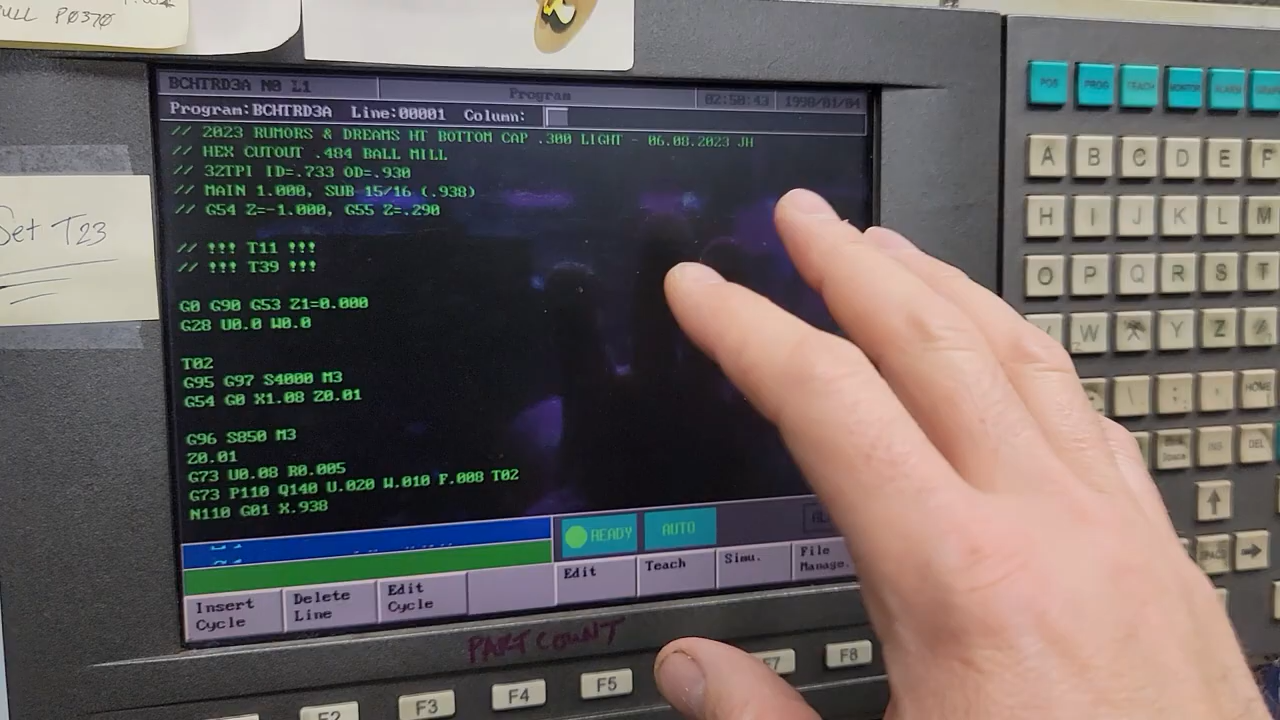 PULL P0370
Set T23
BCHTRD3A N0 L1
Program
02:50:43
1998/01/04
Program:BCHTRD3A Line:00001 Column:
// 2023 RUMORS & DREAMS HT BOTTOM CAP .300 LIGHT - 06.08.2023 JH
// HEX CUTOUT .484 BALL MILL
// 32TPI ID=.733 OD=.930
// MAIN 1.000, SUB 15/16 (.938)
// G54 Z=-1.000, G55 Z=.290
// !!! T11 !!!
// !!! T39 !!!
G0 G90 G53 Z1=0.000
G28 U0.0 W0.0
T02
G95 G97 S4000 M3
G54 G0 X1.08 Z0.01
G96 S850 M3
Z0.01
G73 U0.08 R0.005
G73 P110 Q140 U.020 W.010 F.008 T02
N110 G01 X.938
READY AUTO
Insert Cycle
Delete Line
Edit Cycle
Edit
Teach
Simu.
File Manage.
PART COUNT
F2 F3 F4 F5 F7 F8
POS PROG TEACH MONITOR ALARM
A B C D E F
H I J K L M
O P Q R S T
W X Y Z
HOME
INS DEL
SPACE